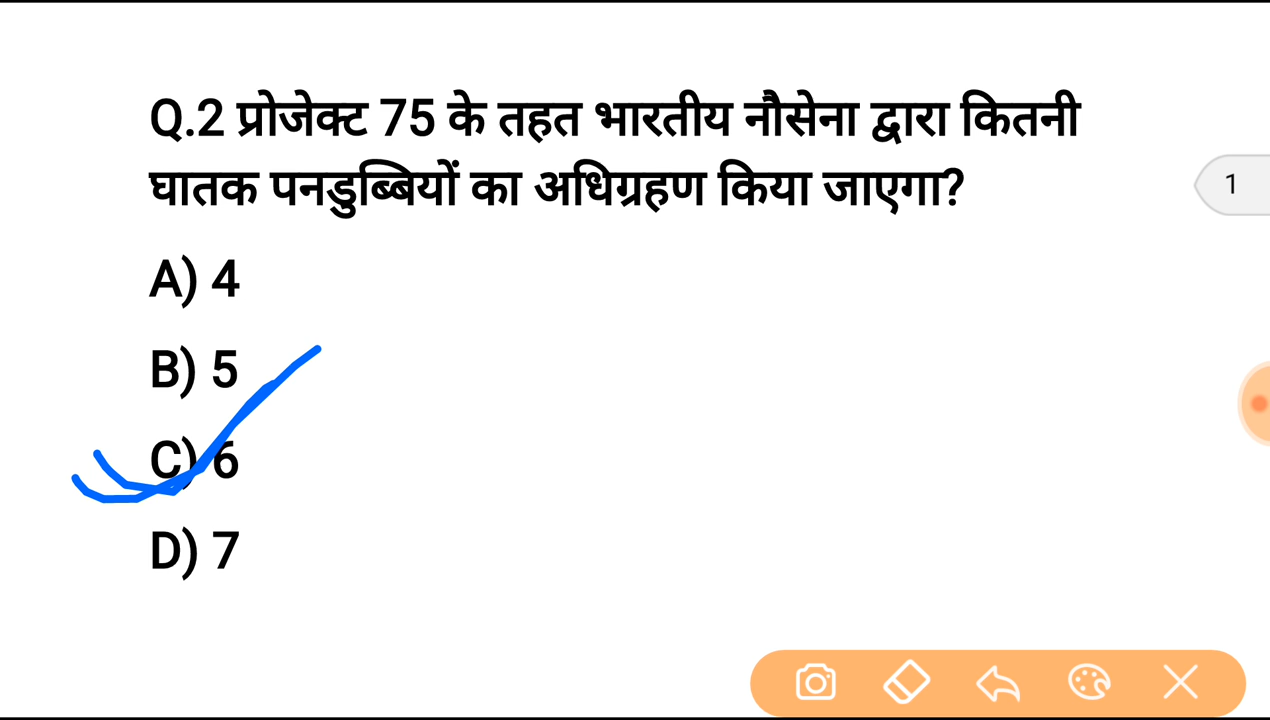 Q.2 प्रोजेक्ट 75 के तहत भारतीय नौसेना द्वारा कितनी
घातक पनडुब्बियों का अधिग्रहण किया जाएगा?
1
A) 4
B) 5
C) 6
D) 7